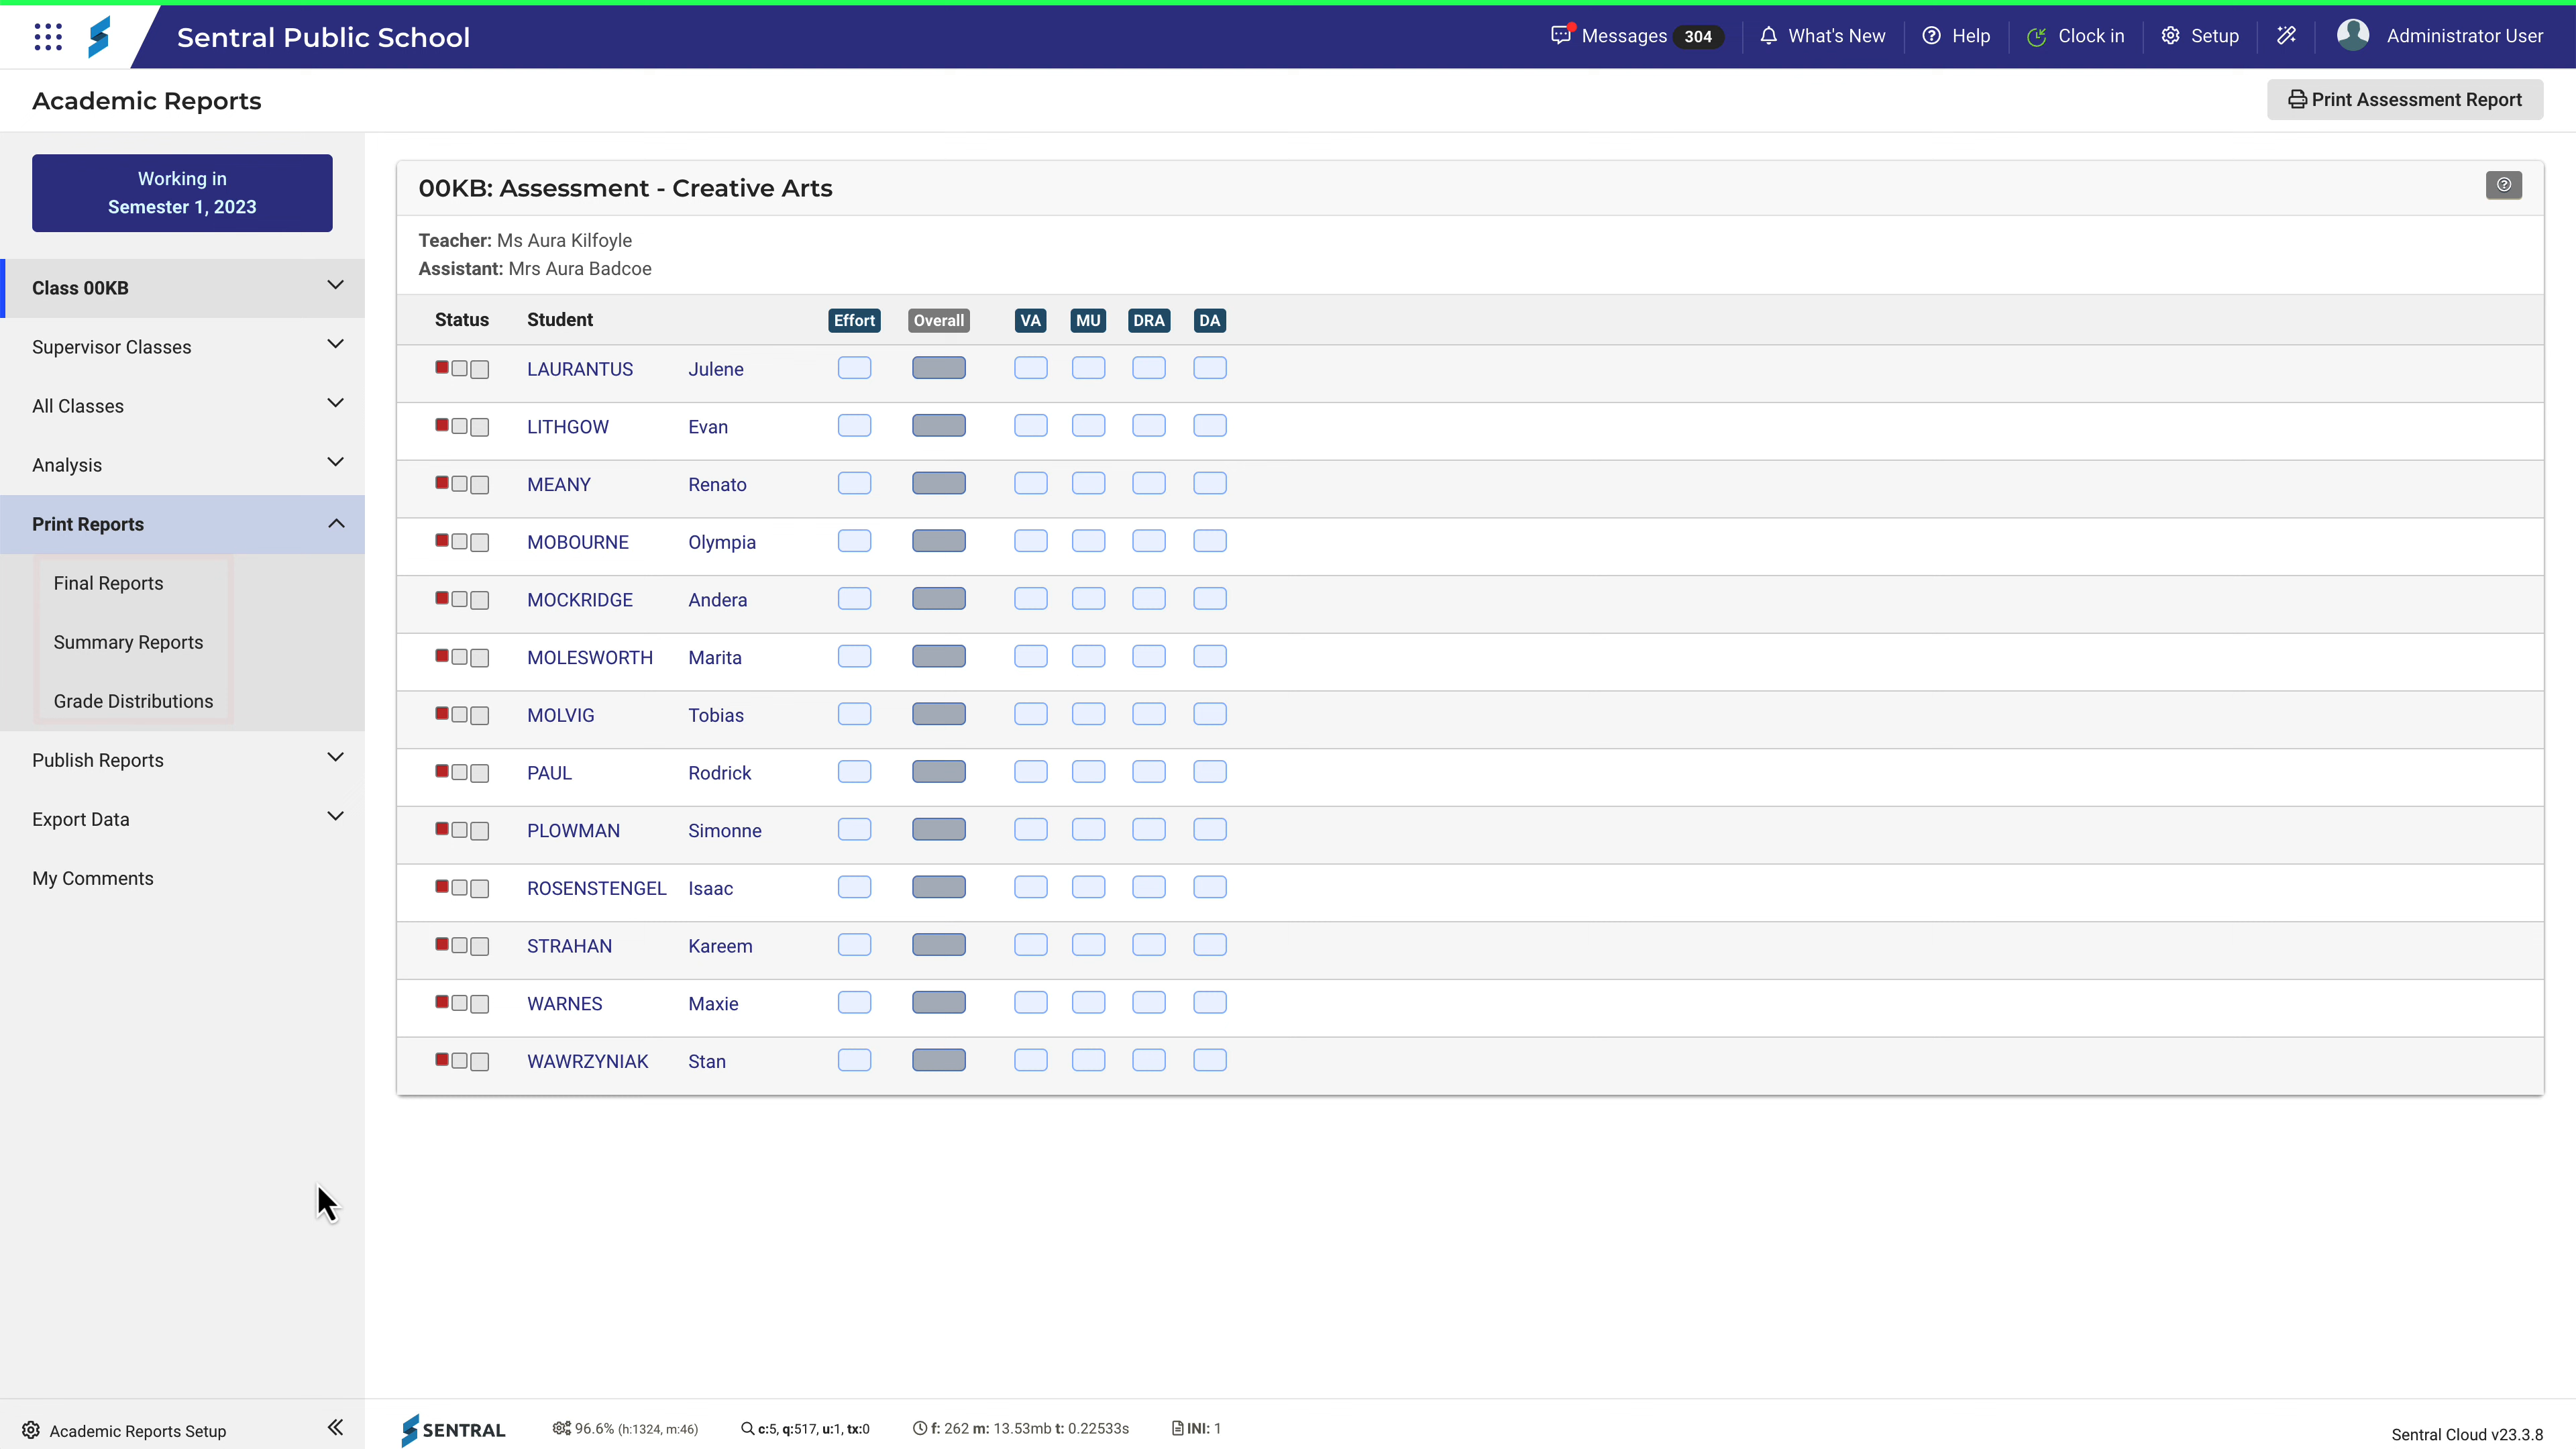 Sentral Public School
Messages 304
What's New
Help
Clock in
Setup
Administrator User
Academic Reports
Print Assessment Report
Working in
Semester 1, 2023
Class 00KB
Supervisor Classes
All Classes
Analysis
Print Reports
Final Reports
Summary Reports
Grade Distributions
Publish Reports
Export Data
My Comments
00KB: Assessment - Creative Arts
Teacher: Ms Aura Kilfoyle
Assistant: Mrs Aura Badcoe
Status Student Effort Overall VA MU DRA DA
LAURANTUS Julene
LITHGOW Evan
MEANY Renato
MOBOURNE Olympia
MOCKRIDGE Andera
MOLESWORTH Marita
MOLVIG Tobias
PAUL Rodrick
PLOWMAN Simonne
ROSENSTENGEL Isaac
STRAHAN Kareem
WARNES Maxie
WAWRZYNIAK Stan
Academic Reports Setup
SENTRAL
96.6% (h:1324, m:46)
c:5, q:517, u:1, tx:0
f: 262 m: 13.53mb t: 0.22533s
INI: 1
Sentral Cloud v23.3.8